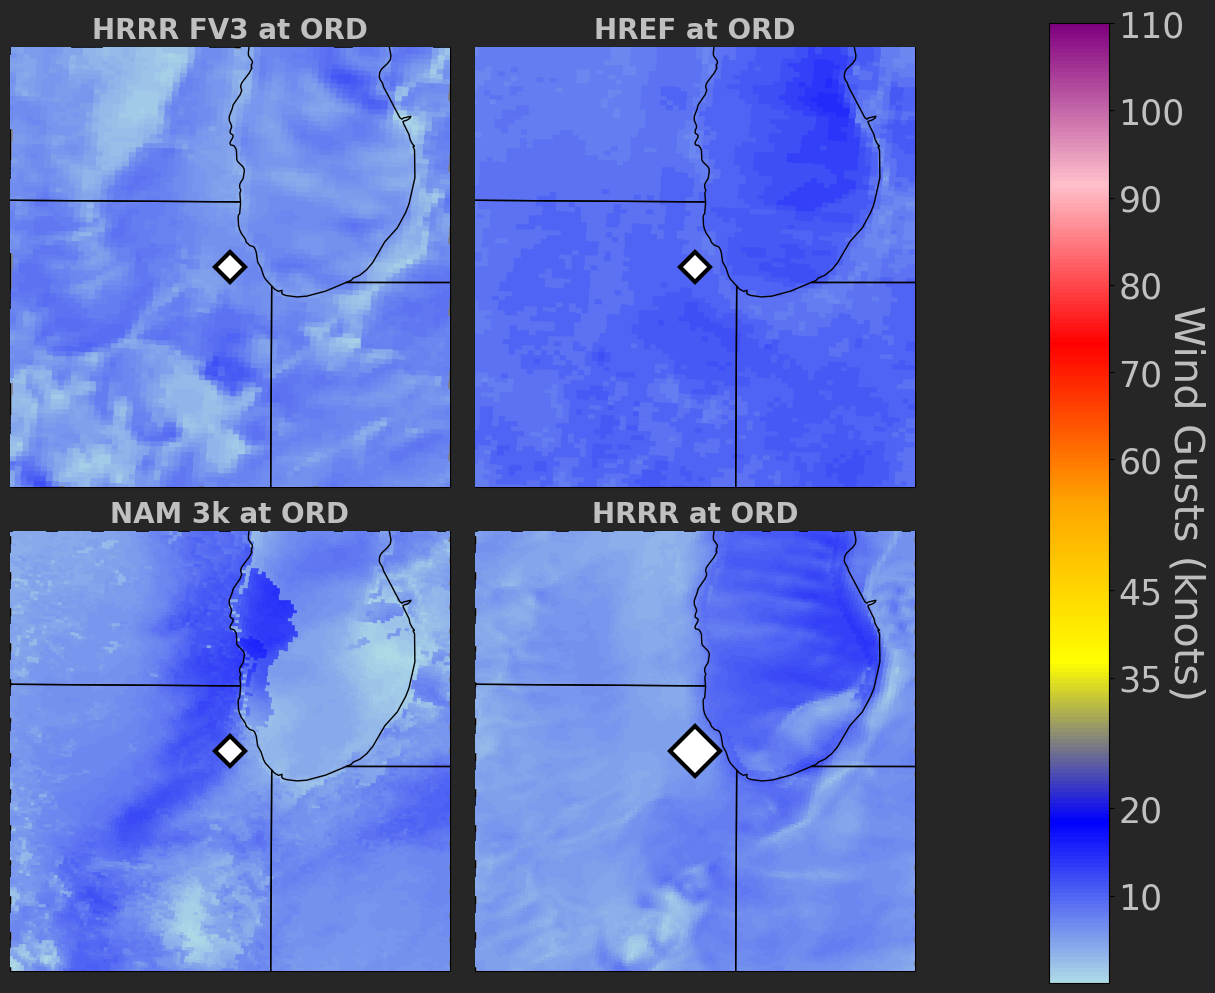 HRRR FV3 at ORD
HREF at ORD
NAM 3k at ORD
HRRR at ORD
110
100
90
80
70
60
45
35
20
10
Wind Gusts (knots)